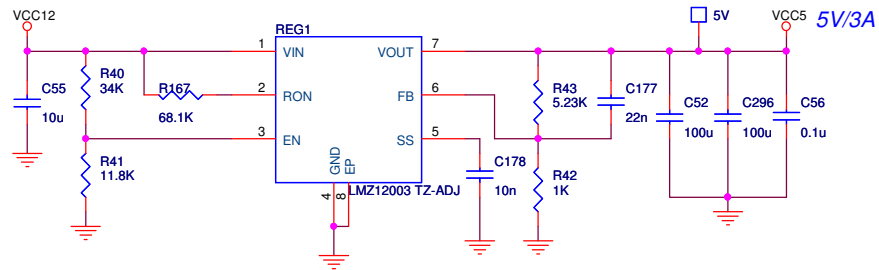 VCC12
REG1
5V
VCC5
5V/3A
1
VIN
VOUT
7
R40
34K
C55
10u
R167
68.1K
2
RON
FB
6
R43
5.23K
C177
22n
C52
100u
C296
100u
C56
0.1u
3
EN
SS
5
R41
11.8K
GND
EP
4
8
LMZ12003 TZ-ADJ
C178
10n
R42
1K